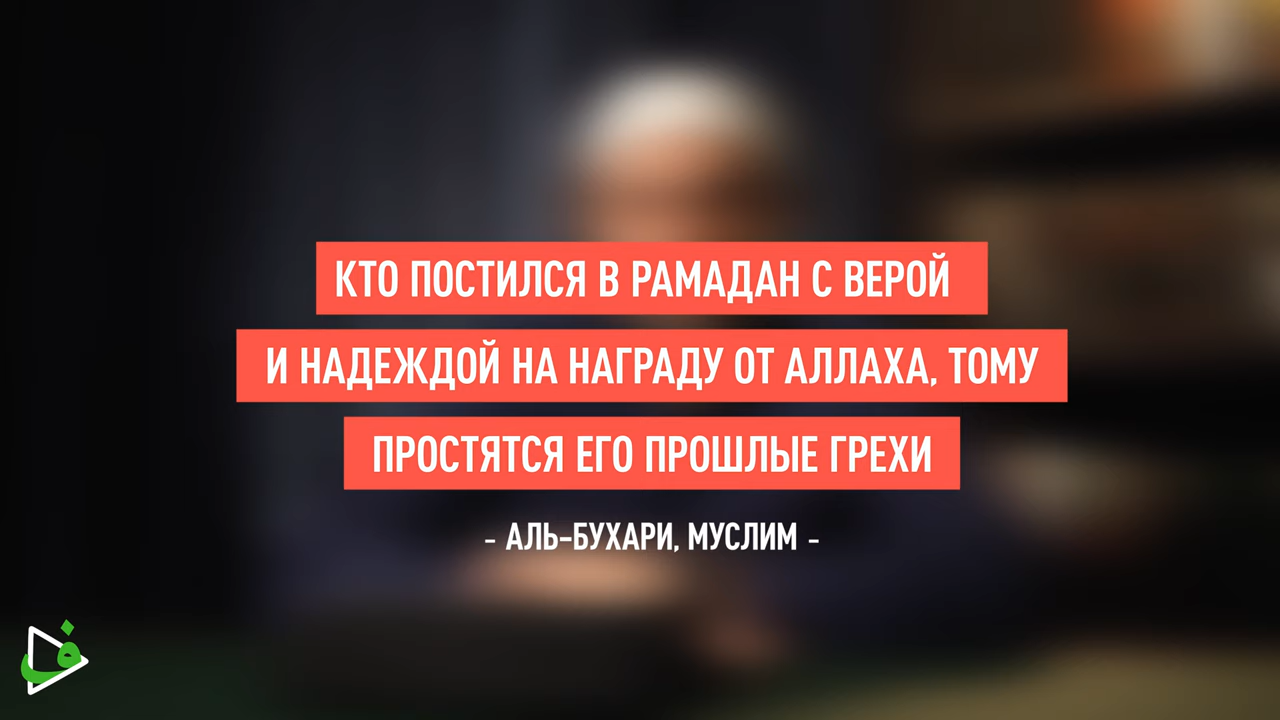 КТО ПОСТИЛСЯ В РАМАДАН С ВЕРОЙ
И НАДЕЖДОЙ НА НАГРАДУ ОТ АЛЛАХА, ТОМУ
ПРОСТЯТСЯ ЕГО ПРОШЛЫЕ ГРЕХИ
- АЛЬ-БУХАРИ, МУСЛИМ -